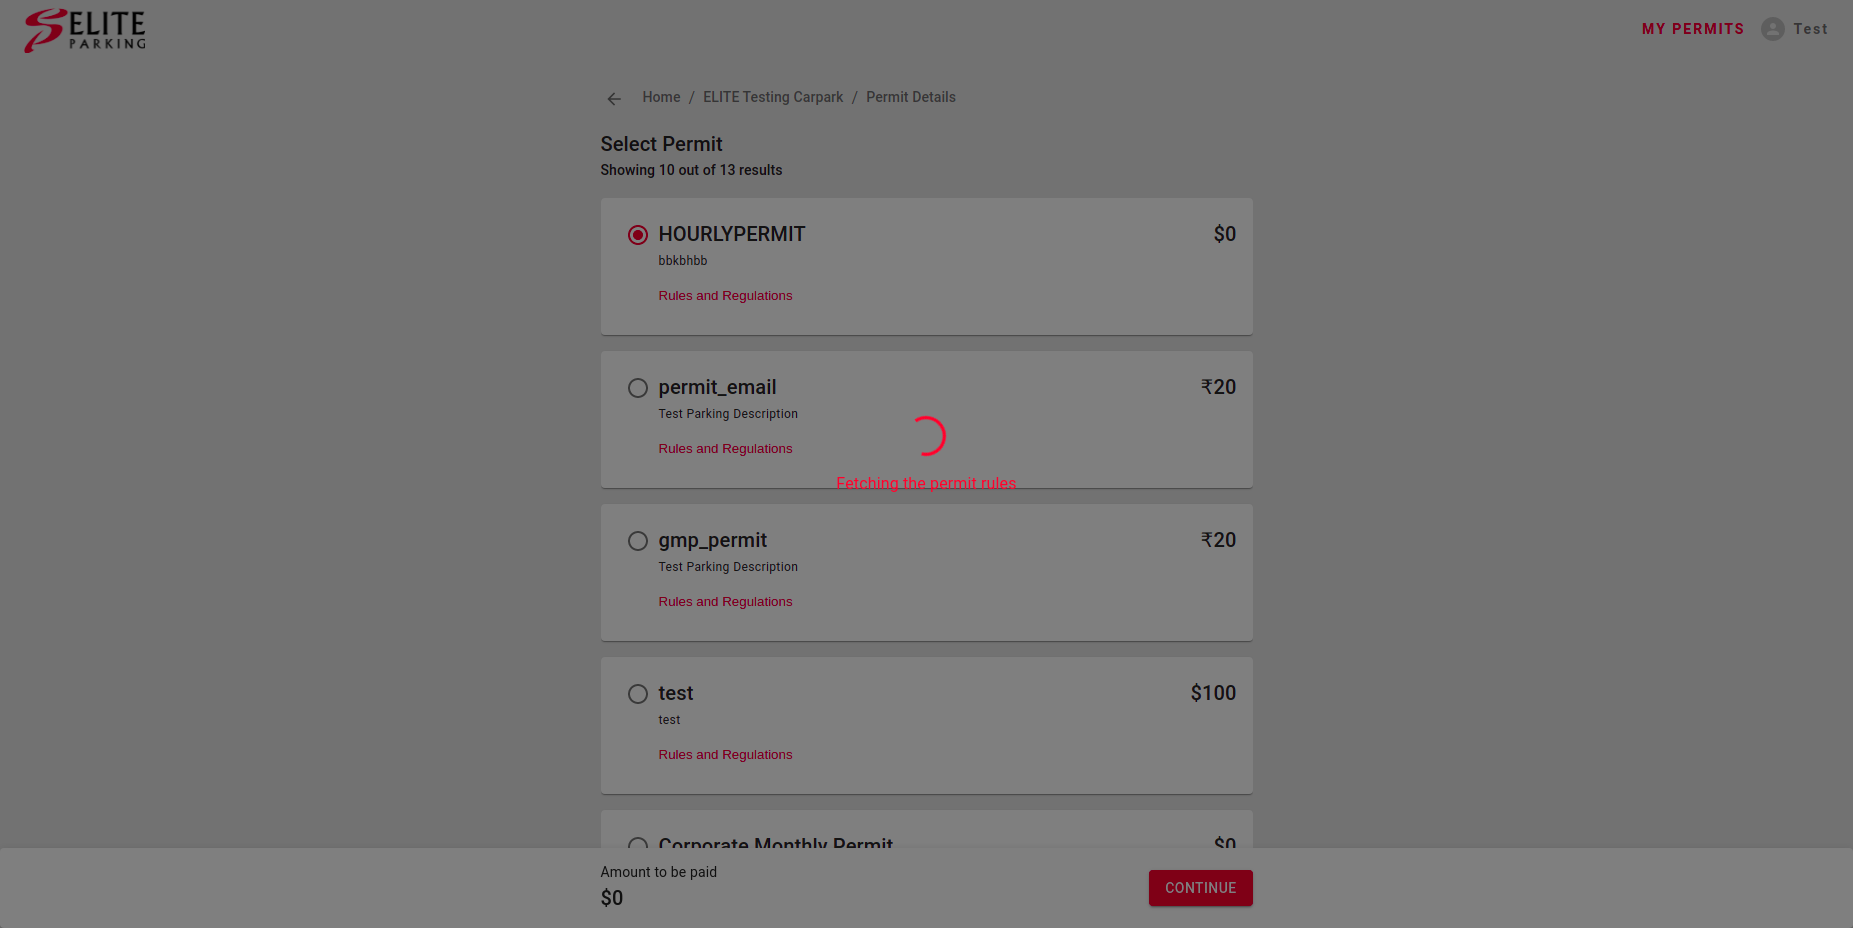 ELITE
PARKING
MY PERMITS
Test
Home / ELITE Testing Carpark / Permit Details
Select Permit
Showing 10 out of 13 results
HOURLYPERMIT
$0
bbkbhbb
Rules and Regulations
permit_email
₹20
Test Parking Description
Rules and Regulations
Fetching the permit rules
gmp_permit
₹20
Test Parking Description
Rules and Regulations
test
$100
test
Rules and Regulations
Corporate Monthly Permit
$0
Amount to be paid
$0
CONTINUE